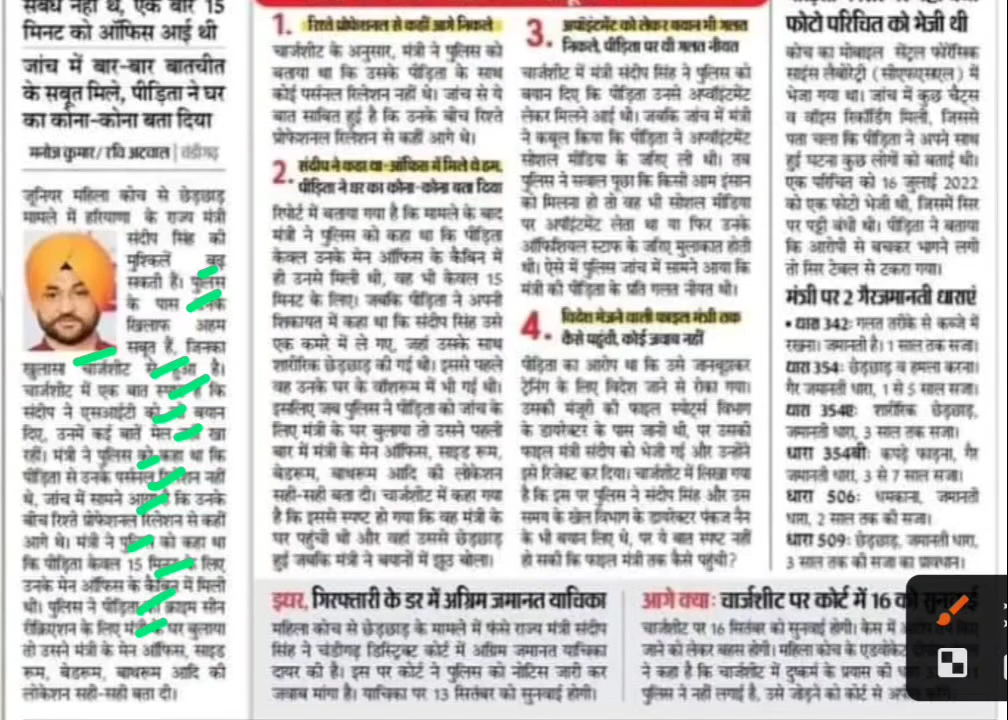 संबंध नहीं थे, एक बार 15
मिनट को ऑफिस आई थी
जांच में बार-बार बातचीत
के सबूत मिले, पीड़िता ने घर
का कोना-कोना बता दिया
मनोज कुमार/ रवि अटवाल | चंडीगढ़
जूनियर महिला कोच से छेड़छाड़
मामले में हरियाणा के राज्य मंत्री
संदीप सिंह की
मुश्किलें बढ़
सकती हैं। पुलिस
के पास उनके
खिलाफ अहम
सबूत हैं, जिनका
खुलासा चार्जशीट से हुआ है।
चार्जशीट में एक बात स्पष्ट है कि
संदीप ने एसआईटी को जो बयान
दिए, उनमें कई बातें मेल नहीं खा
रहीं। मंत्री ने पुलिस को कहा था कि
पीड़िता से उनके पर्सनल रिलेशन नहीं
थे, जांच में सामने आया है कि उनके
बीच रिश्ते प्रोफेशनल रिलेशन से कहीं
आगे थे। मंत्री ने पुलिस को कहा था
कि पीड़िता केवल 15 मिनट के लिए
उनके मेन ऑफिस के कैबिन में मिली
थी। पुलिस ने पीड़िता को क्राइम सीन
रीक्रिएशन के लिए मंत्री के घर बुलाया
तो उसने मंत्री के मेन ऑफिस, साइड
रूम, बेडरूम, बाथरूम आदि की
लोकेशन सही-सही बता दी।
1. रिश्ते प्रोफेशनल से कहीं आगे निकले
चार्जशीट के अनुसार, मंत्री ने पुलिस को
बताया था कि उसके पीड़िता के साथ
कोई पर्सनल रिलेशन नहीं थे। जांच से ये
बात साबित हुई है कि उनके बीच रिश्ते
प्रोफेशनल रिलेशन से कहीं आगे थे।
2. संदीप ने कहा था-ऑफिस में मिले थे हम,
पीड़िता ने घर का कोना-कोना बता दिया
रिपोर्ट में बताया गया है कि मामले के बाद
मंत्री ने पुलिस को कहा था कि पीड़िता
केवल उनके मेन ऑफिस के कैबिन में
ही उनसे मिली थी, वह भी केवल 15
मिनट के लिए। जबकि पीड़िता ने अपनी
शिकायत में कहा था कि संदीप सिंह उसे
एक कमरे में ले गए, जहां उसके साथ
शारीरिक छेड़छाड़ की गई थी। इससे पहले
वह उनके घर के वॉशरूम में भी गई थी।
इसलिए जब पुलिस ने पीड़िता को जांच के
लिए मंत्री के घर बुलाया तो उसने पहली
बार में मंत्री के मेन ऑफिस, साइड रूम,
बेडरूम, बाथरूम आदि की लोकेशन
सही-सही बता दी। चार्जशीट में कहा गया
है कि इससे स्पष्ट हो गया कि वह मंत्री के
घर पहुंची थी और वहां उससे छेड़छाड़
हुई जबकि मंत्री ने बयानों में झूठ बोला।
3. अपॉइंटमेंट को लेकर बयान भी गलत
निकले, पीड़िता पर थी गलत नीयत
चार्जशीट में मंत्री संदीप सिंह ने पुलिस को
बयान दिए कि पीड़िता उनसे अप्वॉइंटमेंट
लेकर मिलने आई थी। जबकि जांच में मंत्री
ने कबूल किया कि पीड़िता ने अप्वॉइंटमेंट
सोशल मीडिया के जरिए ली थी। तब
पुलिस ने सवाल पूछा कि किसी आम इंसान
को मिलना हो तो वह भी सोशल मीडिया
पर अपॉइंटमेंट लेता था या फिर उनके
ऑफिशियल स्टाफ के जरिए मुलाकात होती
थी। ऐसे में पुलिस जांच में सामने आया कि
मंत्री की पीड़िता के प्रति गलत नीयत थी।
4. विदेश भेजने वाली फाइल मंत्री तक
कैसे पहुंची, कोई जवाब नहीं
पीड़िता का आरोप था कि उसे जानबूझकर
ट्रेनिंग के लिए विदेश जाने से रोका गया।
उसकी मंजूरी की फाइल स्पोर्ट्स विभाग
के डायरेक्टर के पास जानी थी, पर उसकी
फाइल मंत्री संदीप को भेजी गई और उन्होंने
इसे रिजेक्ट कर दिया। चार्जशीट में लिखा गया
है कि इस पर पुलिस ने संदीप सिंह और उस
समय के खेल विभाग के डायरेक्टर पंकज नैन
के भी बयान लिए थे, पर ये बात स्पष्ट नहीं
हो सकी कि फाइल मंत्री तक कैसे पहुंची?
फोटो परिचित को भेजी थी
कोच का मोबाइल सेंट्रल फोरेंसिक
साइंस लैबोरेट्री (सीएफएसएल) में
भेजा गया था। जांच में कुछ चैट्स
व वॉइस रिकॉर्डिंग मिली, जिससे
पता चला कि पीड़िता ने अपने साथ
हुई घटना कुछ लोगों को बताई थी।
एक परिचित को 16 जुलाई 2022
को एक फोटो भेजी थी, जिसमें सिर
पर पट्टी बंधी थी। पीड़िता ने बताया
कि आरोपी से बचकर भागने लगी
तो सिर टेबल से टकरा गया।
मंत्री पर 2 गैरजमानती धाराएं
• धारा 342: गलत तरीके से कब्जे में
रखना। जमानती है। 1 साल तक सजा।
धारा 354: छेड़छाड़ व हमला करना।
गैर जमानती धारा, 1 से 5 साल सजा।
धारा 354ए: शारीरिक छेड़छाड़,
जमानती धारा, 3 साल तक सजा।
धारा 354बी: कपड़े फाड़ना, गैर
जमानती धारा, 3 से 7 साल सजा।
धारा 506: धमकाना, जमानती
धारा, 2 साल तक की सजा।
धारा 509: छेड़छाड़, जमानती धारा,
3 साल तक की सजा का प्रावधान।
इधर, गिरफ्तारी के डर में अग्रिम जमानत याचिका
महिला कोच से छेड़छाड़ के मामले में फंसे राज्य मंत्री संदीप
सिंह ने चंडीगढ़ डिस्ट्रिक्ट कोर्ट में अग्रिम जमानत याचिका
दायर की है। इस पर कोर्ट ने पुलिस को नोटिस जारी कर
जवाब मांगा है। याचिका पर 13 सितंबर को सुनवाई होगी।
आगे क्या: चार्जशीट पर कोर्ट में 16 को सुनवाई
चार्जशीट पर 16 सितंबर को सुनवाई होगी। केस में
जाने को लेकर बहस होगी। महिला कोच के एडवोकेट
ने कहा है कि चार्जशीट में दुष्कर्म के प्रयास की धारा
पुलिस ने नहीं लगाई है, उसे जोड़ने को कोर्ट से